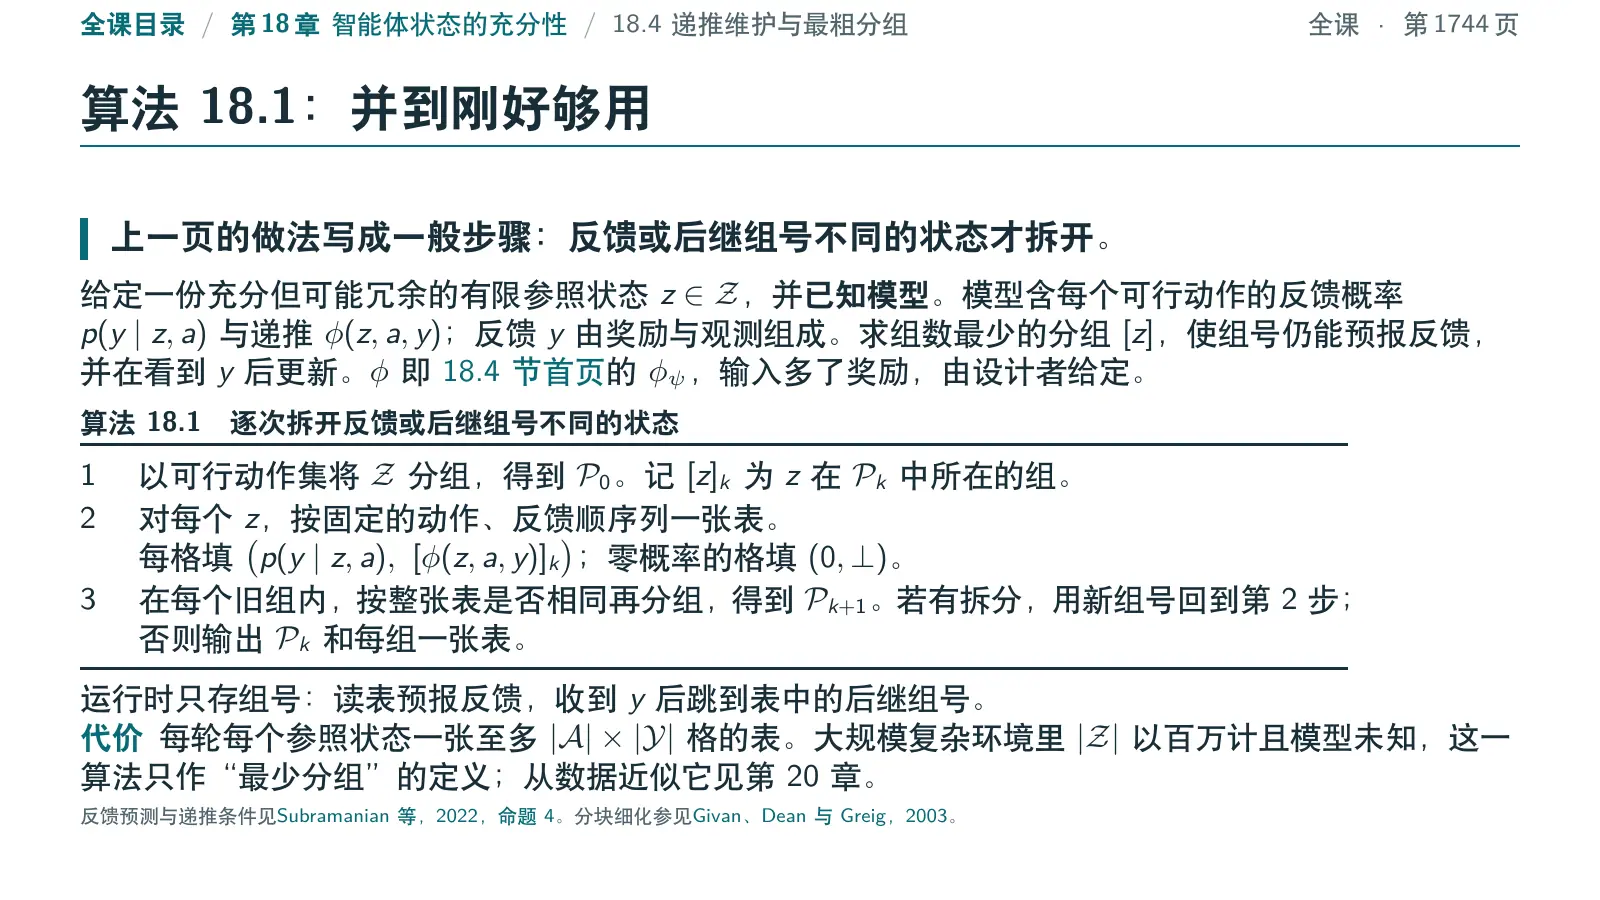 全课目录 / 第 18 章 智能体状态的充分性 / 18.4 递推维护与最粗分组
全课 · 第 1744 页
算法 18.1：并到刚好够用
上一页的做法写成一般步骤：反馈或后继组号不同的状态才拆开。
给定一份充分但可能冗余的有限参照状态 z ∈ 𝒵，并已知模型。模型含每个可行动作的反馈概率
p(y | z, a) 与递推 ϕ(z, a, y)；反馈 y 由奖励与观测组成。求组数最少的分组 [z]，使组号仍能预报反馈，
并在看到 y 后更新。ϕ 即 18.4 节首页的 ϕ_ψ，输入多了奖励，由设计者给定。
算法 18.1 逐次拆开反馈或后继组号不同的状态
1 以可行动作集将 𝒵 分组，得到 𝒫₀。记 [z]ₖ 为 z 在 𝒫ₖ 中所在的组。
2 对每个 z，按固定的动作、反馈顺序列一张表。
每格填 (p(y | z, a), [ϕ(z, a, y)]ₖ)；零概率的格填 (0, ⊥)。
3 在每个旧组内，按整张表是否相同再分组，得到 𝒫ₖ₊₁。若有拆分，用新组号回到第 2 步；
否则输出 𝒫ₖ 和每组一张表。
运行时只存组号：读表预报反馈，收到 y 后跳到表中的后继组号。
代价 每轮每个参照状态一张至多 |𝒜| × |𝒴| 格的表。大规模复杂环境里 |𝒵| 以百万计且模型未知，这一
算法只作“最少分组”的定义；从数据近似它见第 20 章。
反馈预测与递推条件见Subramanian 等，2022，命题 4。分块细化参见Givan、Dean 与 Greig，2003。